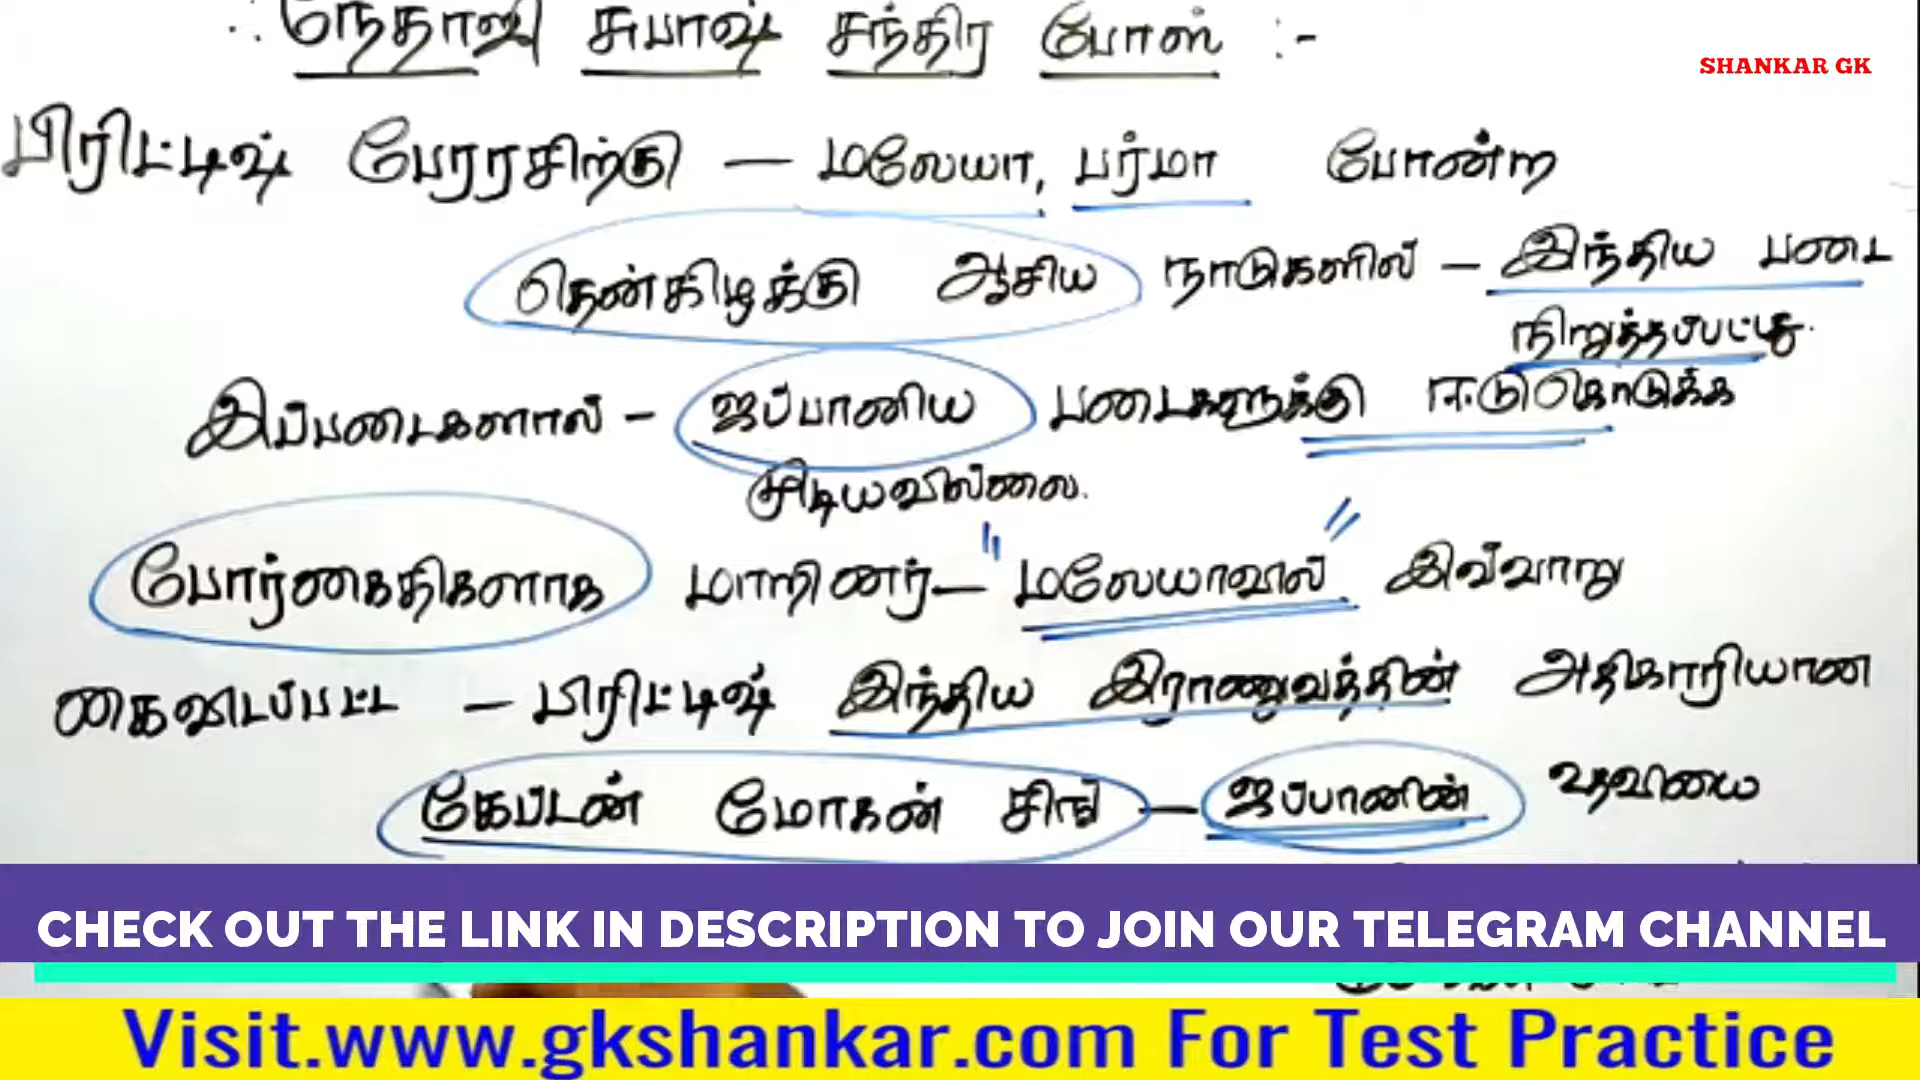 நேதாஜி சுபாஷ் சந்திர போஸ் :-
SHANKAR GK
பிரிட்டிஷ் பேரரசிற்கு — மலேயா, பர்மா போன்ற
தென்கிழக்கு ஆசிய நாடுகளில் – இந்திய படை
நிறுத்தப்பட்டது.
இப்படைகளால் – ஜப்பானிய படைகளுக்கு ஈடுகொடுக்க
முடியவில்லை.
போர்கைதிகளாக மாறினர் – "மலேயாவில்" இவ்வாறு
கைவிடப்பட்ட – பிரிட்டிஷ் இந்திய இராணுவத்தின் அதிகாரியான
கேப்டன் மோகன் சிங் – ஜப்பானின் உதவியை
CHECK OUT THE LINK IN DESCRIPTION TO JOIN OUR TELEGRAM CHANNEL
Visit.www.gkshankar.com For Test Practice